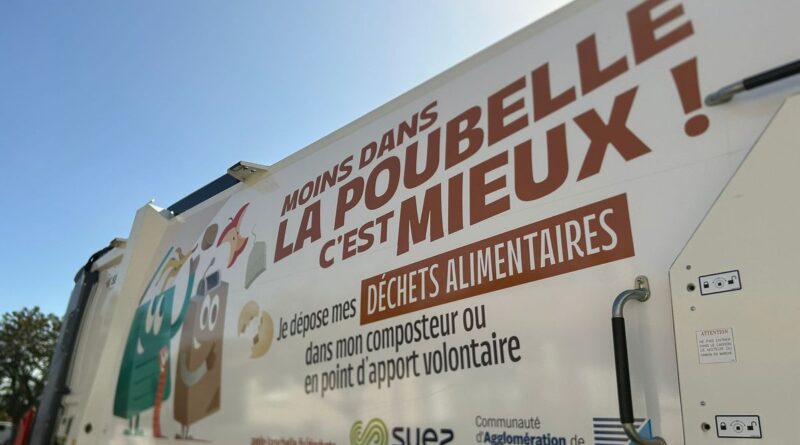 MOINS DANS
LA POUBELLE
C'EST MIEUX !
Je dépose mes DÉCHETS ALIMENTAIRES
dans mon composteur ou
en point d'apport volontaire
suez
Communauté
d'Agglomération de
ATTENTION